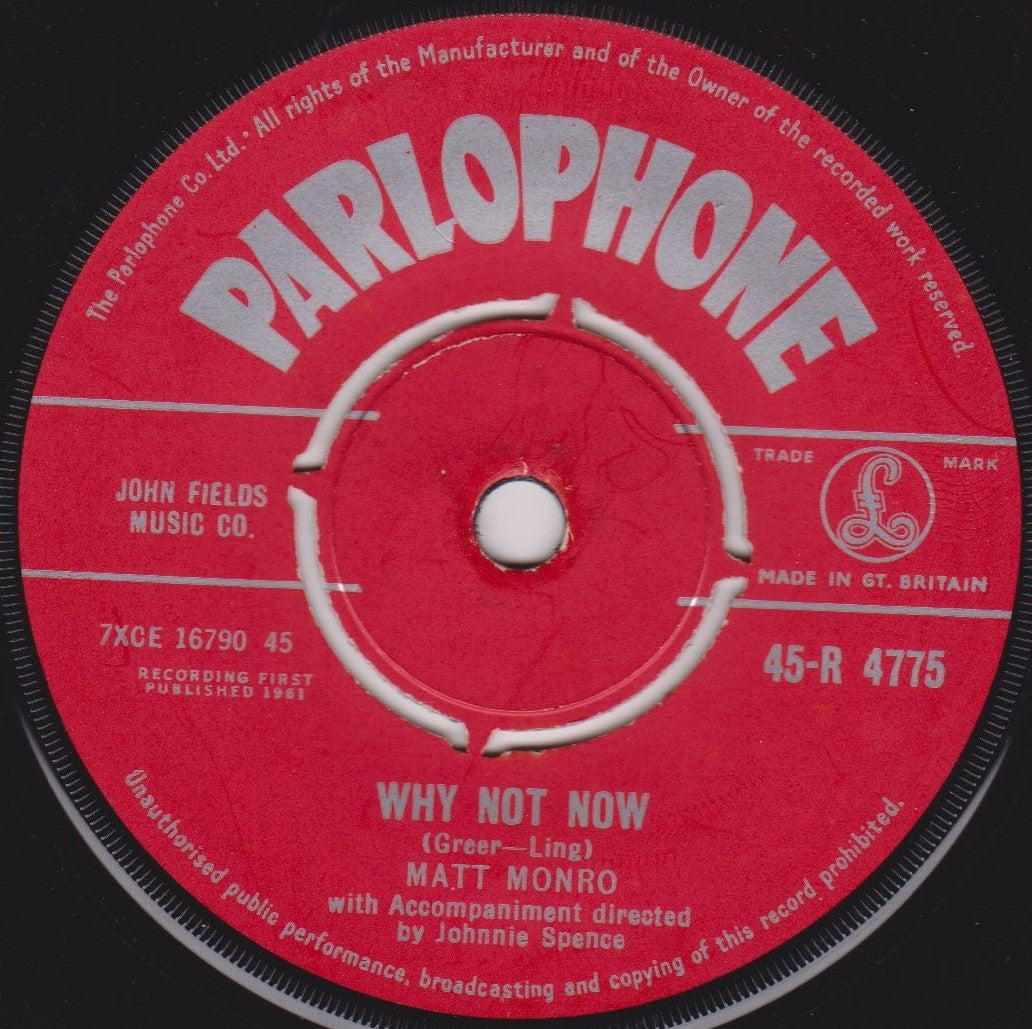 The Parlophone Co. Ltd. • All rights of the Manufacturer and of the Owner of the recorded work reserved.
PARLOPHONE
JOHN FIELDS
MUSIC CO.
TRADE MARK
£
MADE IN GT. BRITAIN
7XCE 16790 45
RECORDING FIRST
PUBLISHED 1961
45-R 4775
WHY NOT NOW
(Greer—Ling)
MATT MONRO
with Accompaniment directed
by Johnnie Spence
Unauthorised public performance, broadcasting and copying of this record prohibited.